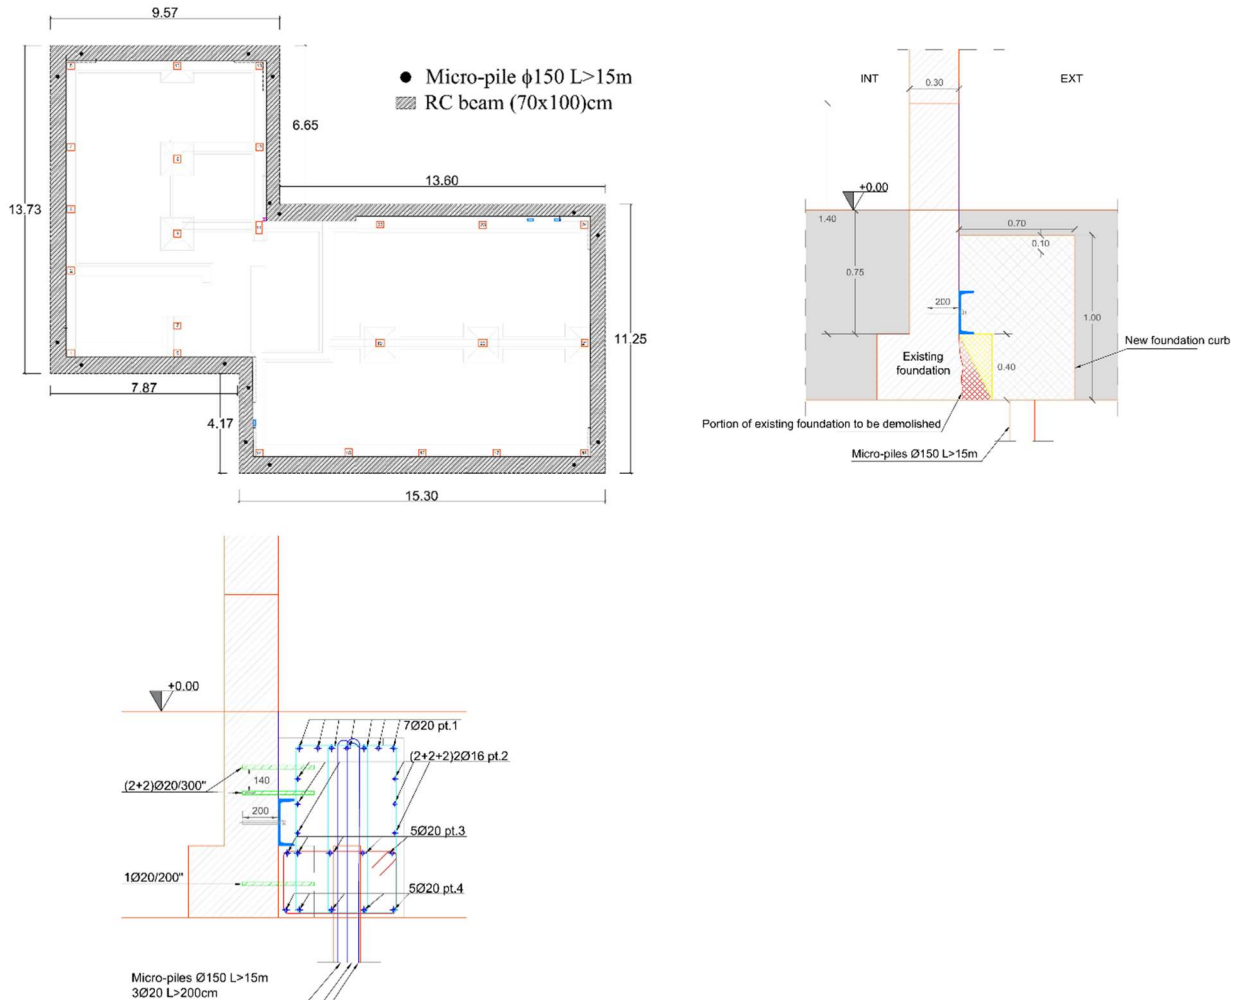 9.57
Micro-pile ϕ150 L>15m
RC beam (70x100)cm
6.65
13.60
13.73
11.25
7.87
4.17
15.30
INT
EXT
0.30
+0.00
1.40
0.70
0.10
0.75
200
1.00
New foundation curb
Existing
foundation
0.40
Portion of existing foundation to be demolished
Micro-piles Ø150 L>15m
+0.00
7Ø20 pt.1
(2+2+2)2Ø16 pt.2
(2+2)Ø20/300"
140
200
5Ø20 pt.3
1Ø20/200"
5Ø20 pt.4
Micro-piles Ø150 L>15m
3Ø20 L>200cm